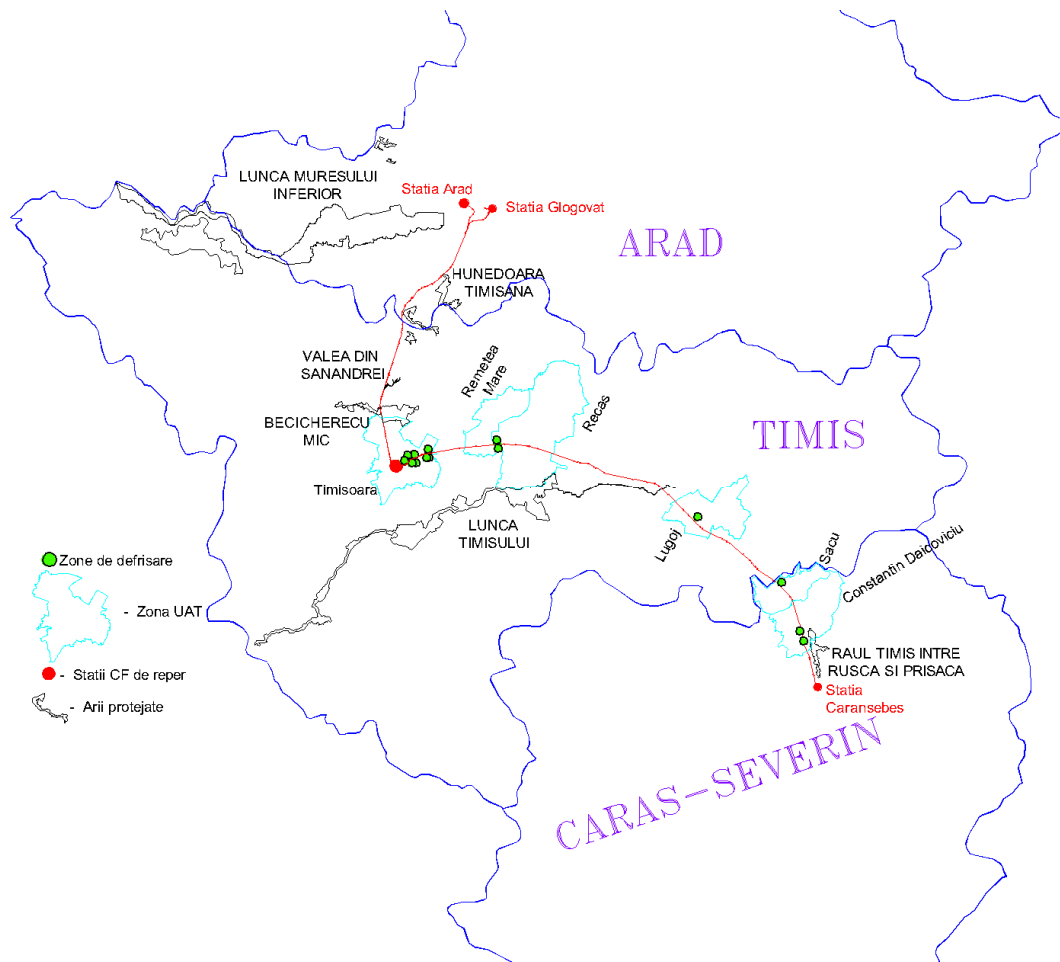 LUNCA MURESULUI
INFERIOR
Statia Arad
Statia Glogovat
ARAD
HUNEDOARA
TIMISANA
VALEA DIN
SANANDREI
Remetea
Mare
Recas
BECICHERECU
MIC
TIMIS
Timisoara
LUNCA
TIMISULUI
Lugoj
Sacu
Constantin Daidoviciu
Zone de defrisare
- Zona UAT
- Statii CF de reper
- Arii protejate
RAUL TIMIS INTRE
RUSCA SI PRISACA
Statia
Caransebes
CARAS-SEVERIN